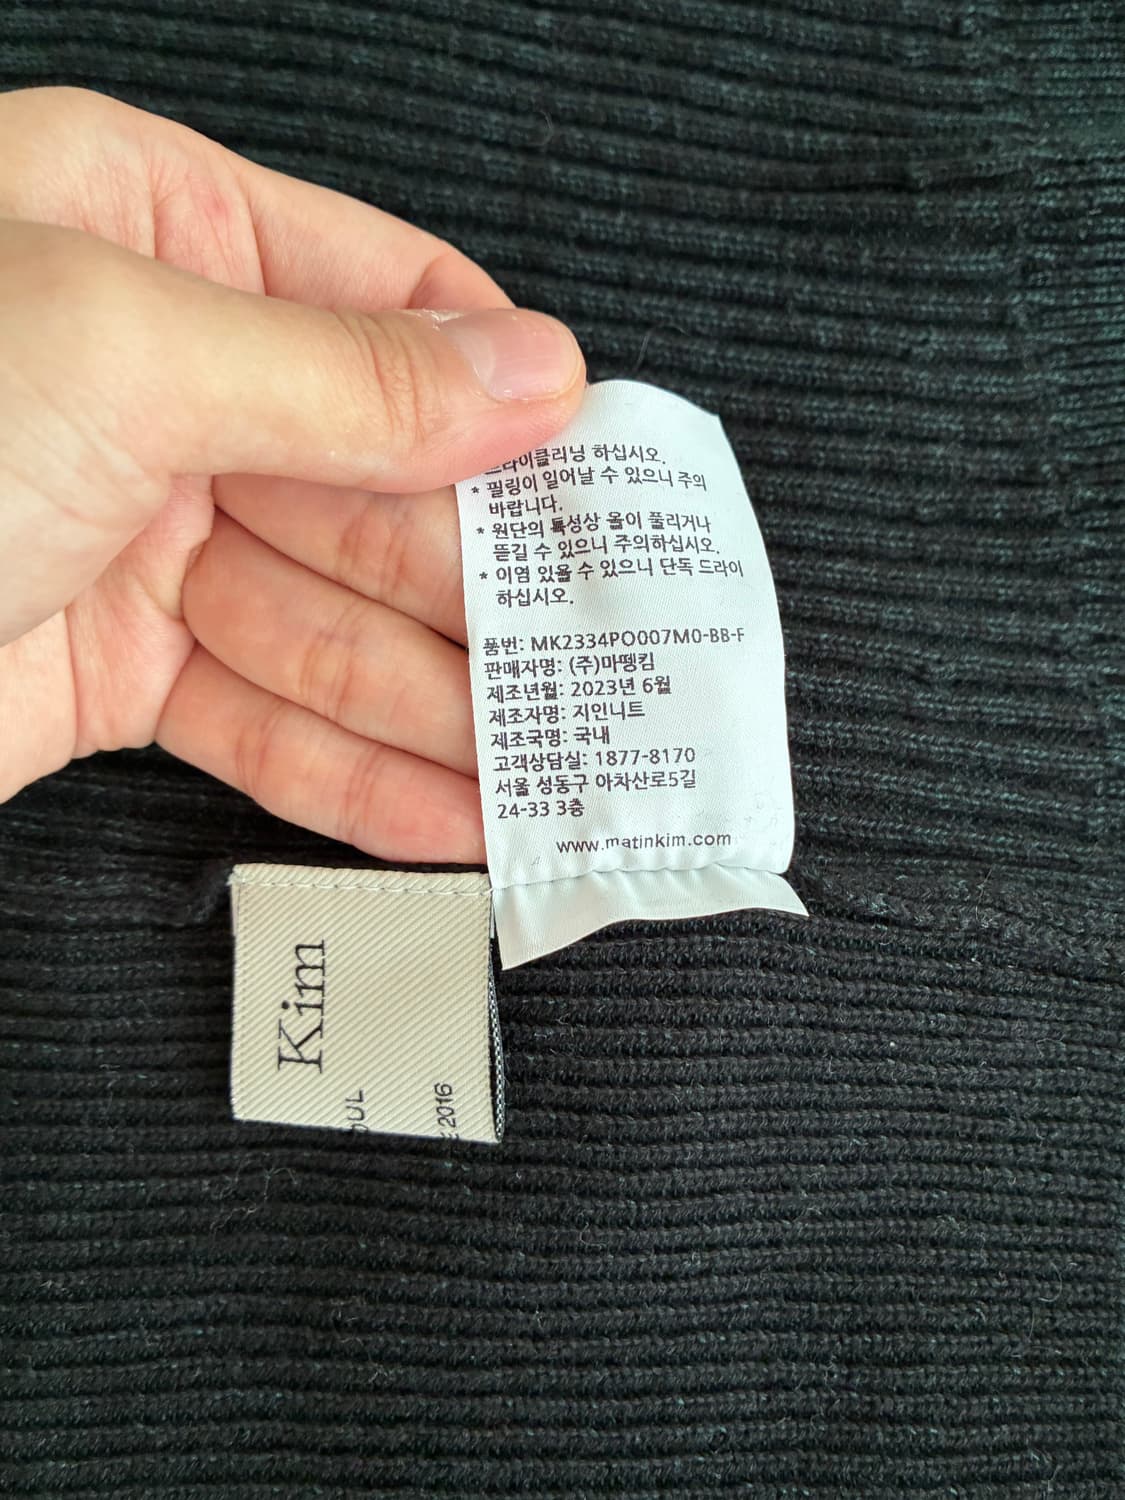 드라이클리닝 하십시오.
* 필링이 일어날 수 있으니 주의
바랍니다.
* 원단의 특성상 올이 풀리거나
뜯길 수 있으니 주의하십시오.
* 이염 있을 수 있으니 단독 드라이
하십시오.
품번: MK2334PO007M0-BB-F
판매자명: (주)마뗑킴
제조년월: 2023년 6월
제조자명: 지인니트
제조국명: 국내
고객상담실: 1877-8170
서울 성동구 아차산로5길
24-33 3층
www.matinkim.com
Kim
OUL
E 2016